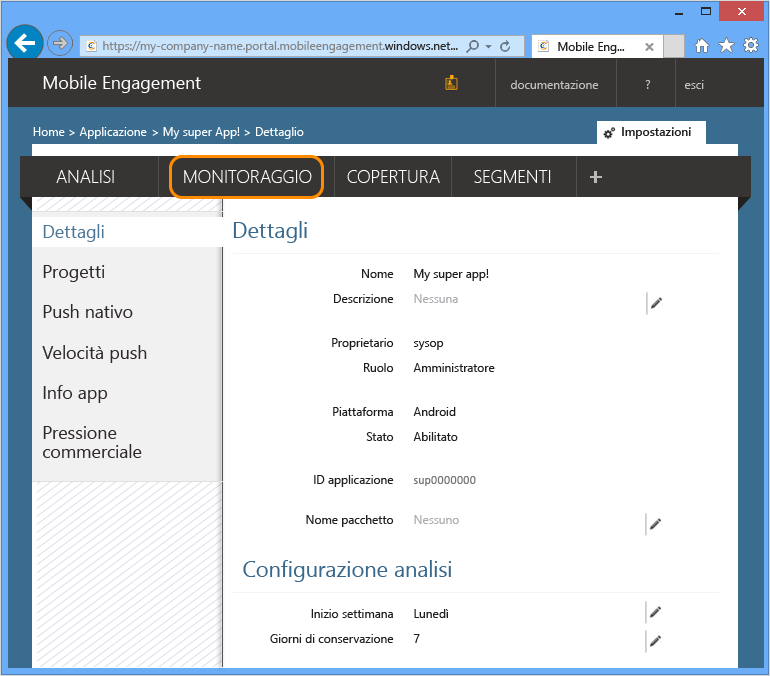 https://my-company-name.portal.mobileengagement.windows.net...
Mobile Eng...
Mobile Engagement
documentazione
?
esci
Home > Applicazione > My super App! > Dettaglio
Impostazioni
ANALISI
MONITORAGGIO
COPERTURA
SEGMENTI
+
Dettagli
Progetti
Push nativo
Velocità push
Info app
Pressione
commerciale
Dettagli
Nome My super app!
Descrizione Nessuna
Proprietario sysop
Ruolo Amministratore
Piattaforma Android
Stato Abilitato
ID applicazione sup0000000
Nome pacchetto Nessuno
Configurazione analisi
Inizio settimana Lunedì
Giorni di conservazione 7